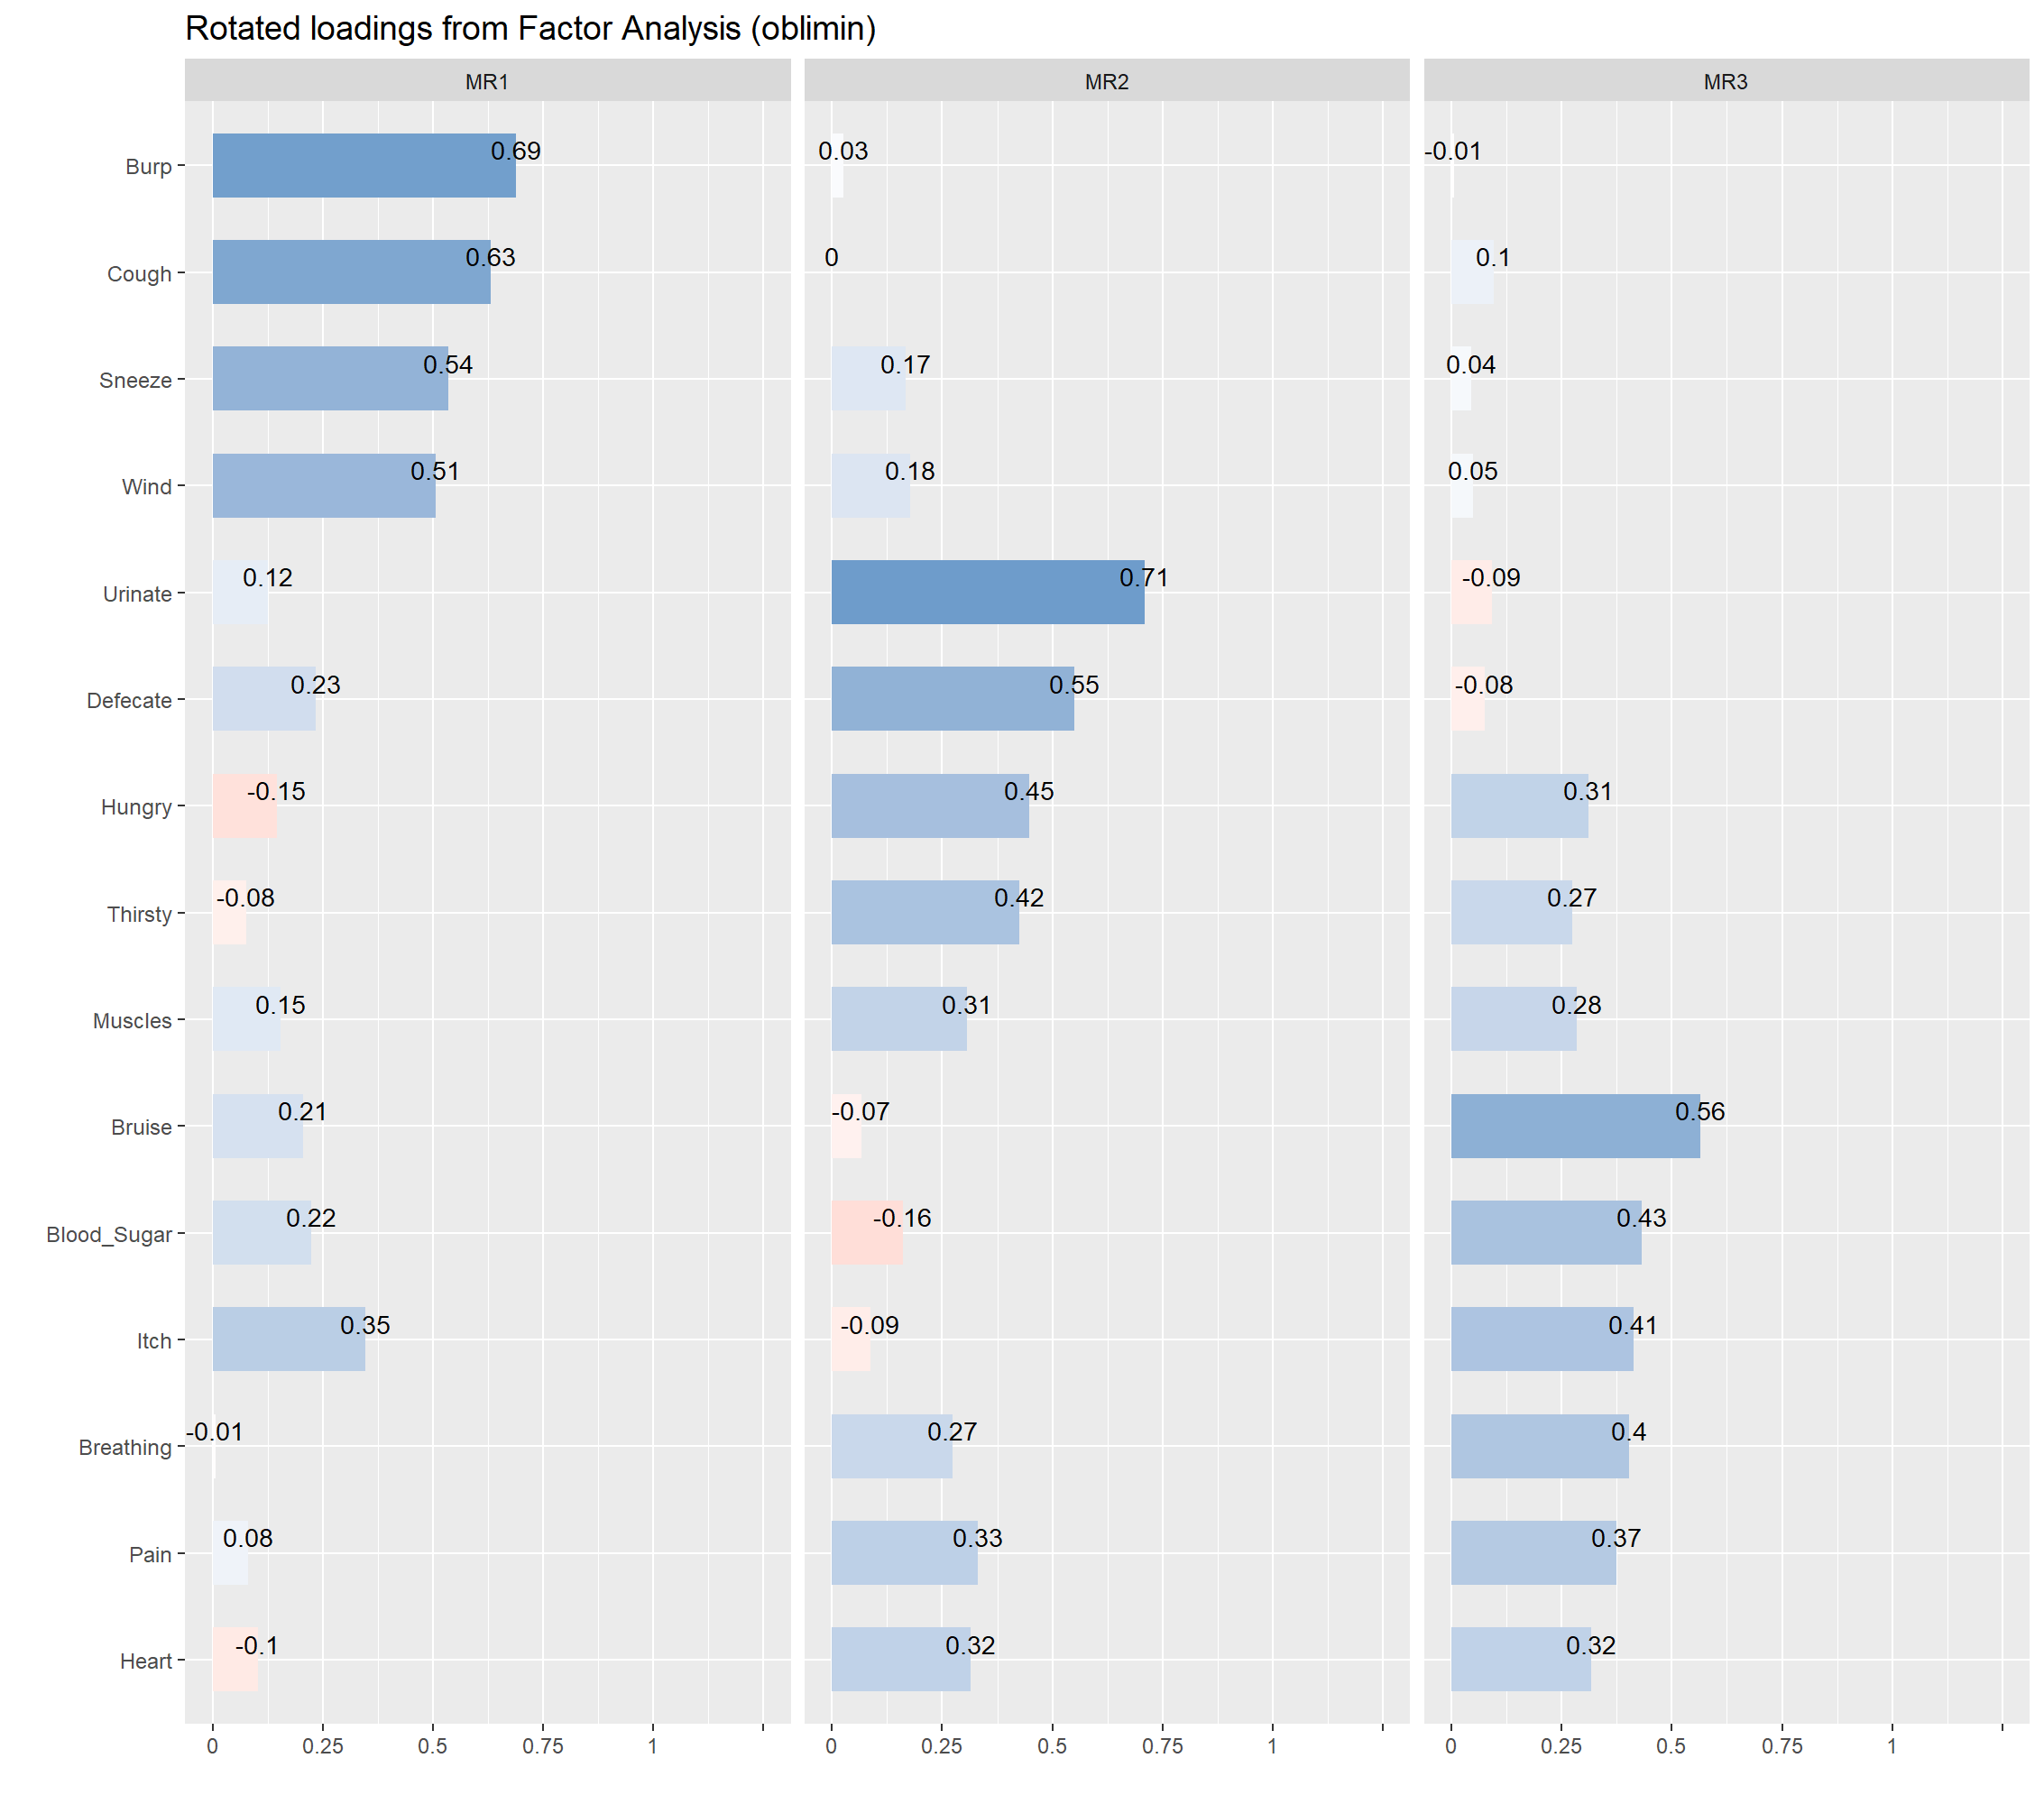 Rotated loadings from Factor Analysis (oblimin)
MR1 MR2 MR3
Burp 0.69 0.03 -0.01
Cough 0.63 0 0.1
Sneeze 0.54 0.17 0.04
Wind 0.51 0.18 0.05
Urinate 0.12 0.71 -0.09
Defecate 0.23 0.55 -0.08
Hungry -0.15 0.45 0.31
Thirsty -0.08 0.42 0.27
Muscles 0.15 0.31 0.28
Bruise 0.21 -0.07 0.56
Blood_Sugar 0.22 -0.16 0.43
Itch 0.35 -0.09 0.41
Breathing -0.01 0.27 0.4
Pain 0.08 0.33 0.37
Heart -0.1 0.32 0.32
0 0.25 0.5 0.75 1 0 0.25 0.5 0.75 1 0 0.25 0.5 0.75 1